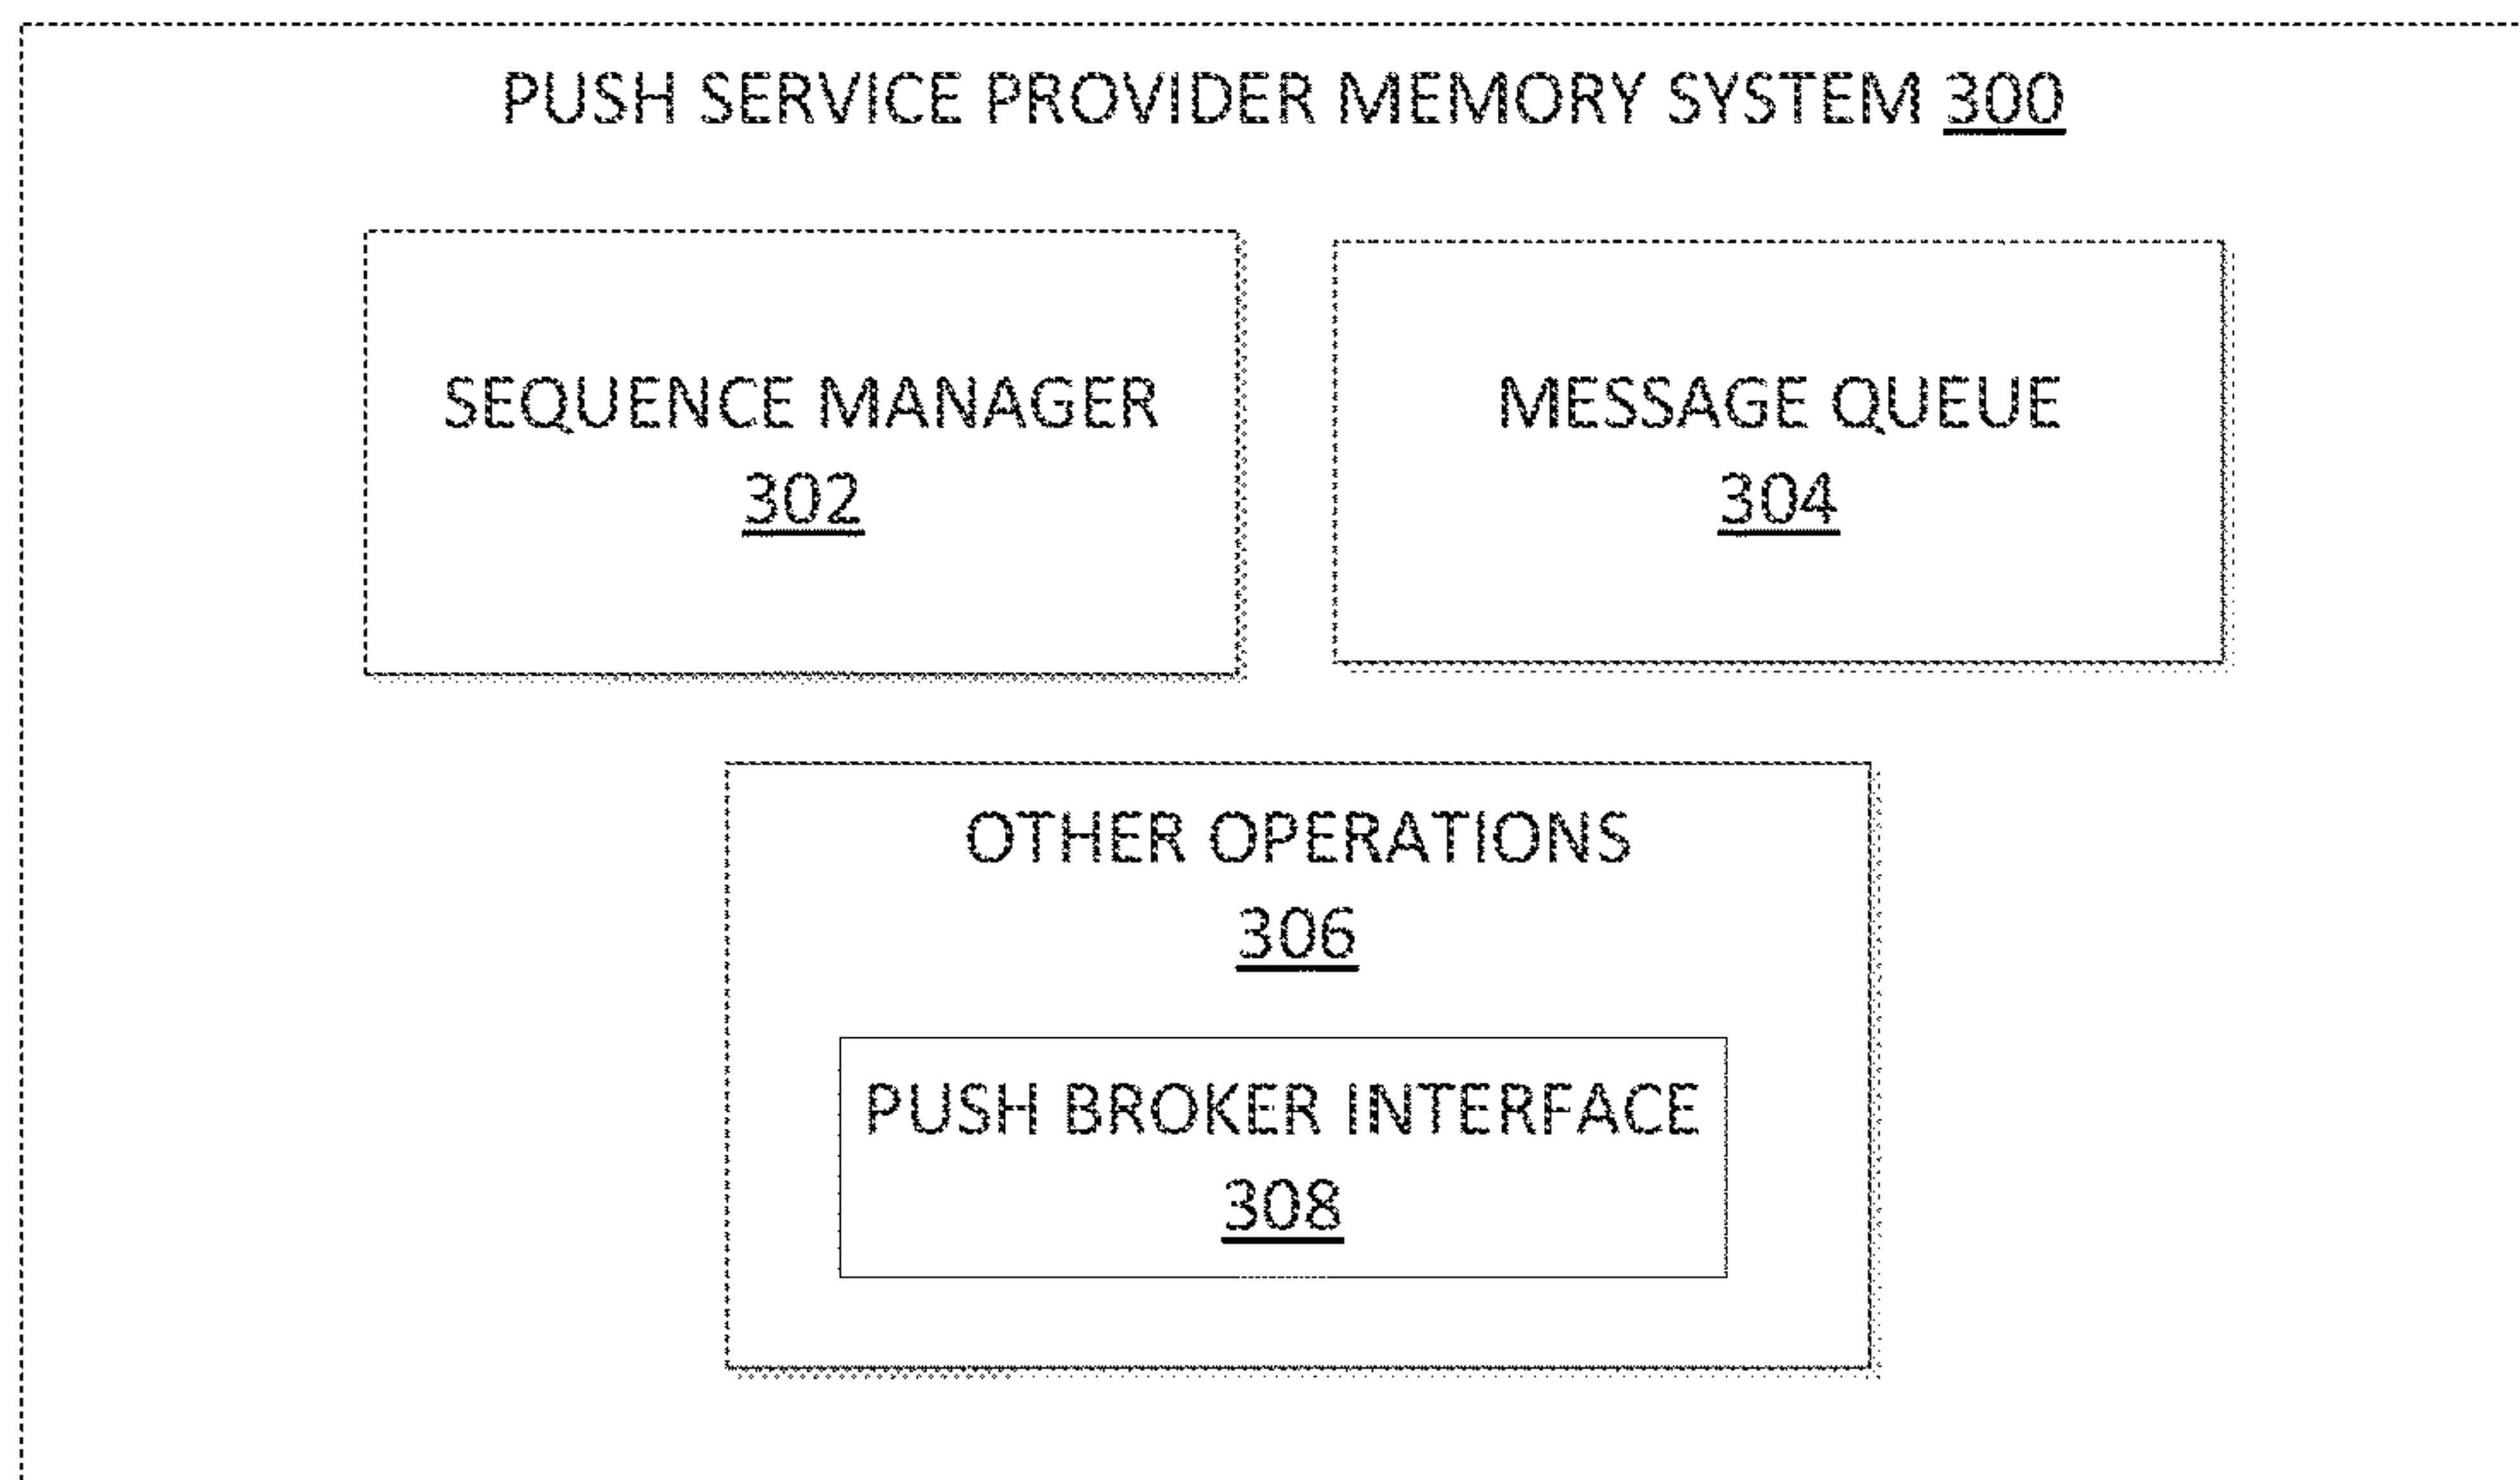 PUSH SERVICE PROVIDER MEMORY SYSTEM 300
SEQUENCE MANAGER
302
MESSAGE QUEUE
304
OTHER OPERATIONS
306
PUSH BROKER INTERFACE
308